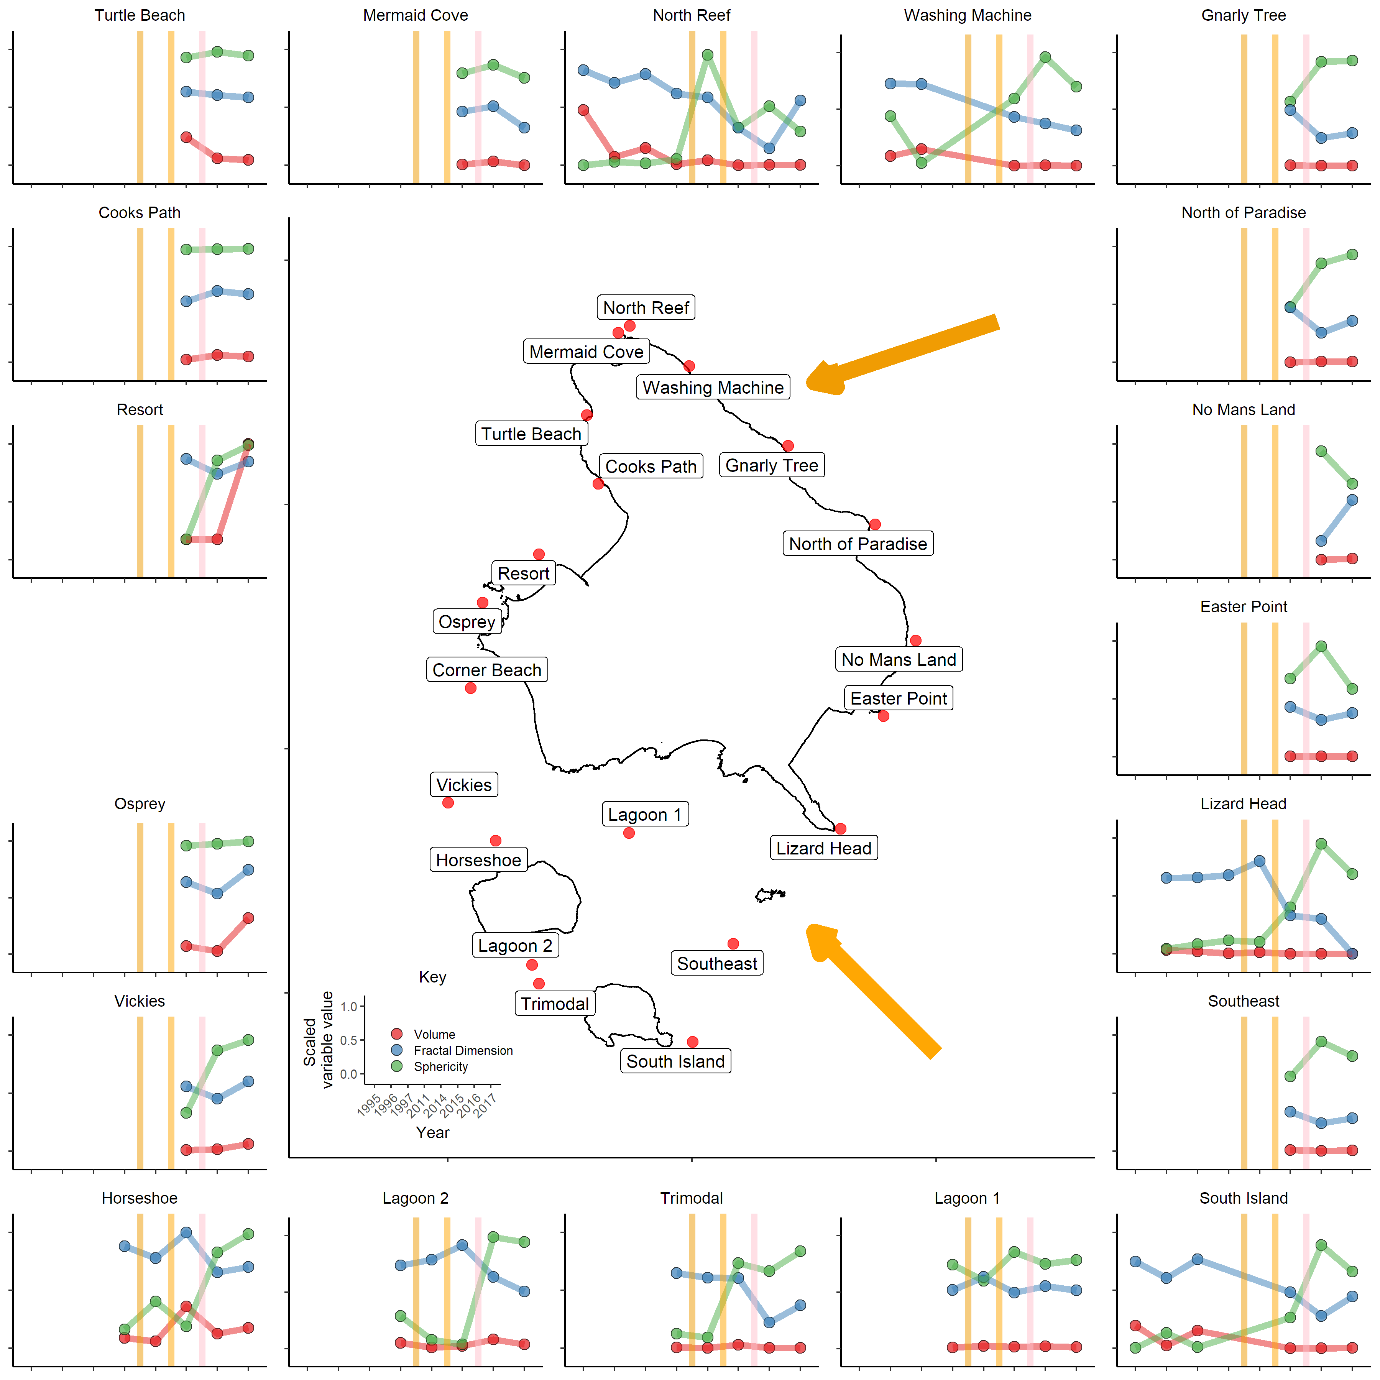 Turtle Beach
Mermaid Cove
North Reef
Washing Machine
Gnarly Tree
Cooks Path
North of Paradise
Resort
No Mans Land
Easter Point
Osprey
Lizard Head
Vickies
Southeast
Horseshoe
Lagoon 2
Trimodal
Lagoon 1
South Island
North Reef
Mermaid Cove
Washing Machine
Turtle Beach
Cooks Path
Gnarly Tree
North of Paradise
Resort
Osprey
No Mans Land
Corner Beach
Easter Point
Vickies
Lagoon 1
Lizard Head
Horseshoe
Lagoon 2
Southeast
Trimodal
South Island
Key
Scaled
variable value
1.0
0.5
0.0
Volume
Fractal Dimension
Sphericity
1995
1996
1997
2011
2014
2015
2016
2017
Year